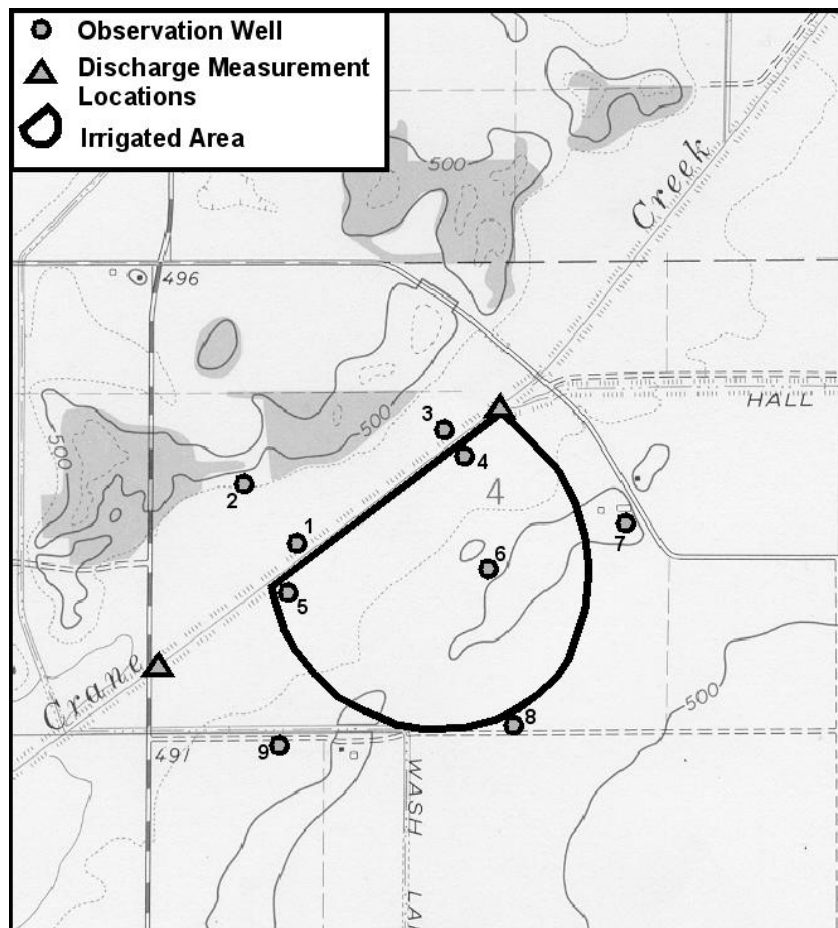 Observation Well
Discharge Measurement
Locations
Irrigated Area
500
Creek
496
HALL
3
500
4
500
4
2
1
7
6
5
Crane
500
8
491
9
WASH
LA